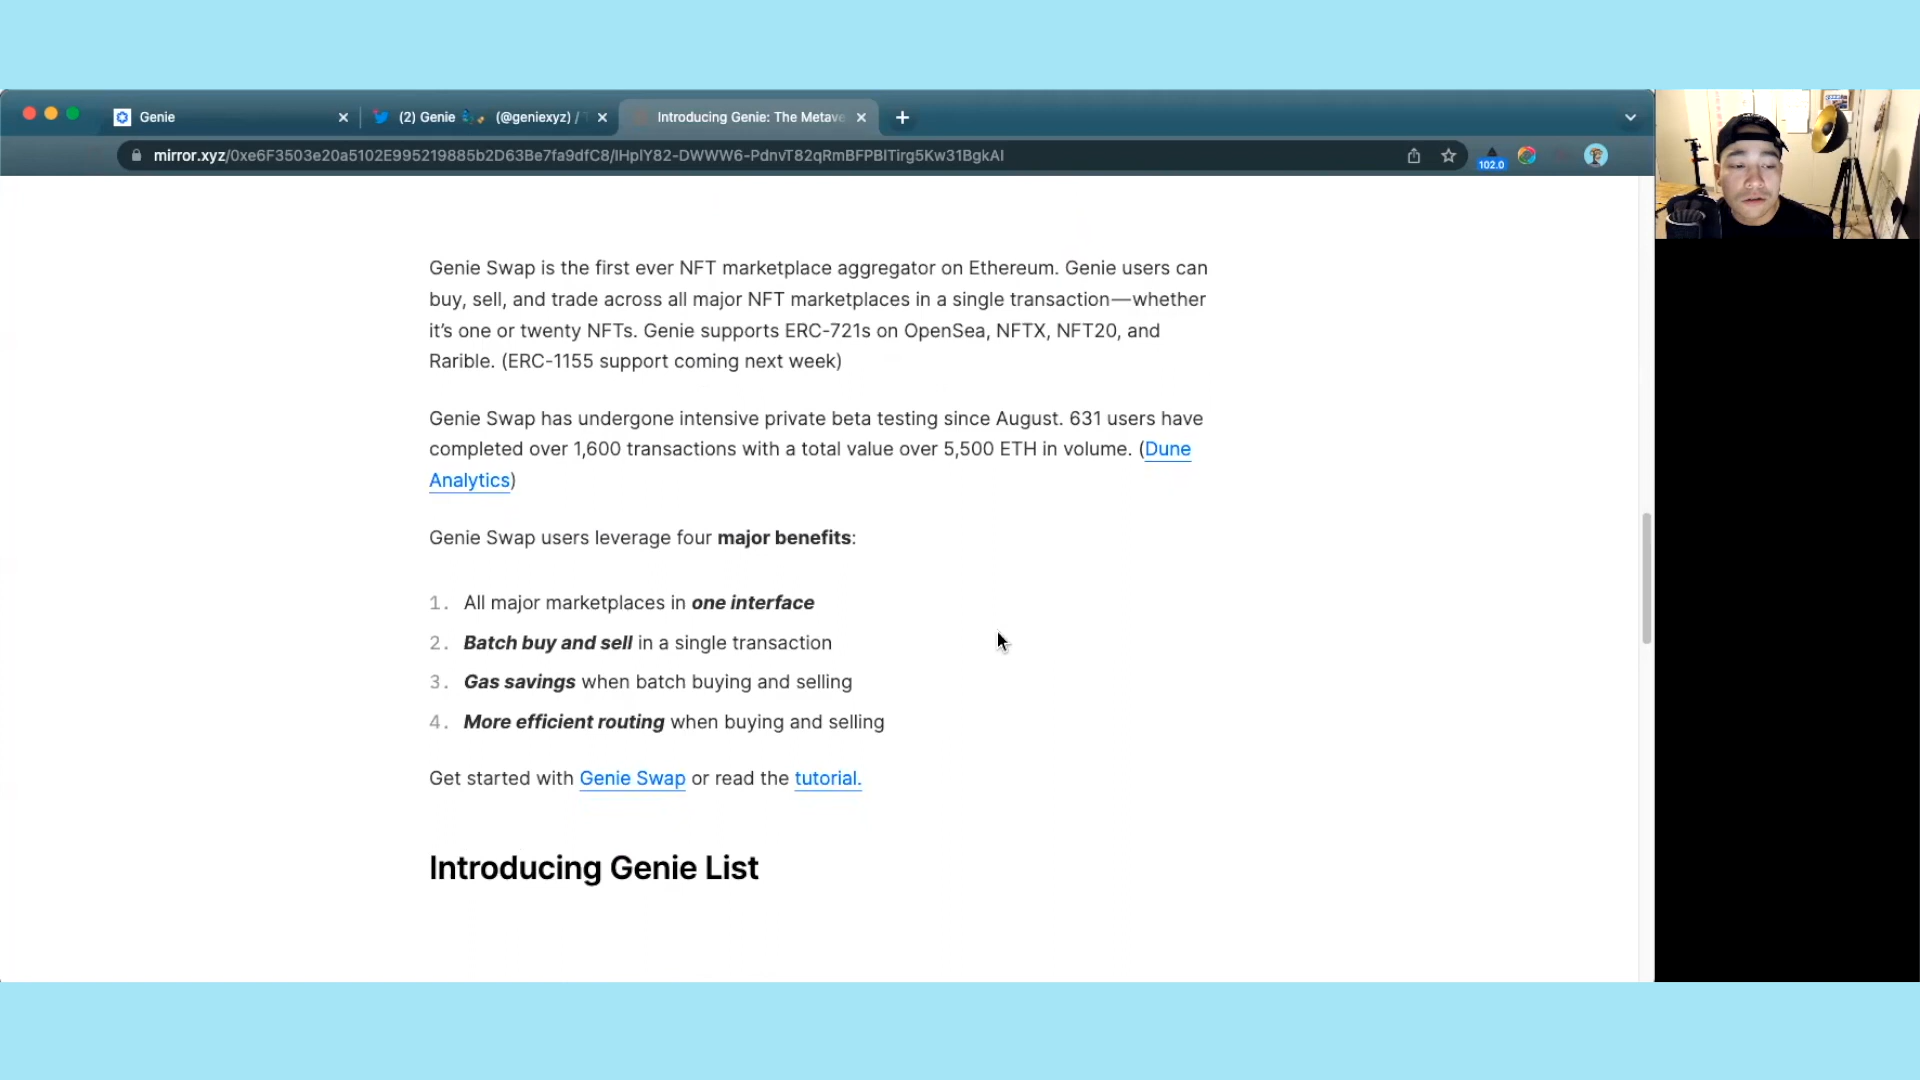 Genie
(2) Genie (@geniexyz) /
Introducing Genie: The Metave
mirror.xyz/0xe6F3503e20a5102E995219885b2D63Be7fa9dfC8/IHpIY82-DWWW6-PdnvT82qRmBFPBITirg5Kw31BgkAI
102.0
Genie Swap is the first ever NFT marketplace aggregator on Ethereum. Genie users can
buy, sell, and trade across all major NFT marketplaces in a single transaction—whether
it’s one or twenty NFTs. Genie supports ERC-721s on OpenSea, NFTX, NFT20, and
Rarible. (ERC-1155 support coming next week)
Genie Swap has undergone intensive private beta testing since August. 631 users have
completed over 1,600 transactions with a total value over 5,500 ETH in volume. (Dune
Analytics)
Genie Swap users leverage four major benefits:
1. All major marketplaces in one interface
2. Batch buy and sell in a single transaction
3. Gas savings when batch buying and selling
4. More efficient routing when buying and selling
Get started with Genie Swap or read the tutorial.
Introducing Genie List